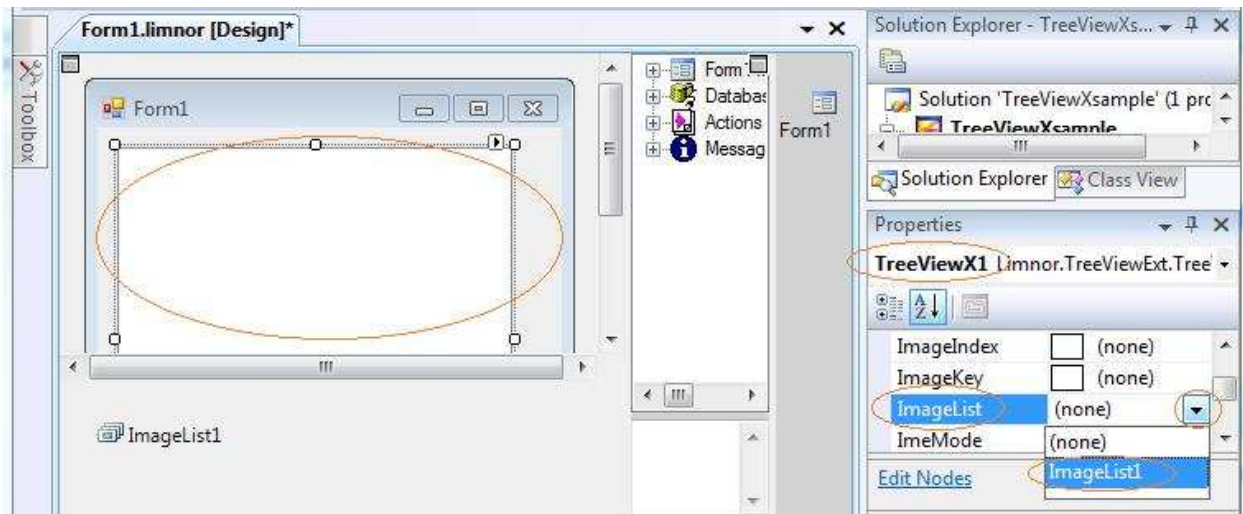 Form1.limnor [Design]*
Toolbox
Form1
ImageList1
Form
Databas
Actions
Messag
Form1
Solution Explorer - TreeViewXs...
Solution 'TreeViewXsample' (1 prc
TreeViewXsample
Solution Explorer
Class View
Properties
TreeViewX1 Limnor.TreeViewExt.Tree
ImageIndex (none)
ImageKey (none)
ImageList (none)
ImeMode (none)
ImageList1
Edit Nodes